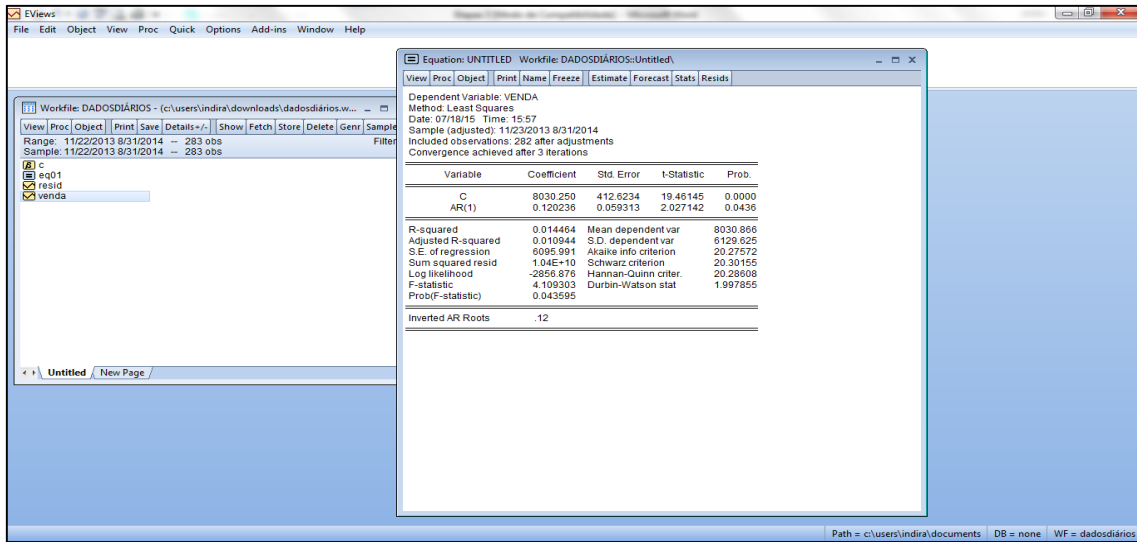 EViews
File Edit Object View Proc Quick Options Add-ins Window Help
Workfile: DADOSDIÁRIOS - (c:\users\indira\downloads\dadosdiários.w...
View Proc Object Print Save Details+/- Show Fetch Store Delete Genr Sample
Range: 11/22/2013 8/31/2014 -- 283 obs Filter
Sample: 11/22/2013 8/31/2014 -- 283 obs
c
eq01
resid
venda
Untitled New Page
Equation: UNTITLED Workfile: DADOSDIÁRIOS::Untitled\
View Proc Object Print Name Freeze Estimate Forecast Stats Resids
Dependent Variable: VENDA
Method: Least Squares
Date: 07/18/15 Time: 15:57
Sample (adjusted): 11/23/2013 8/31/2014
Included observations: 282 after adjustments
Convergence achieved after 3 iterations
Variable Coefficient Std. Error t-Statistic Prob.
C 8030.250 412.6234 19.46145 0.0000
AR(1) 0.120236 0.059313 2.027142 0.0436
R-squared 0.014464 Mean dependent var 8030.866
Adjusted R-squared 0.010944 S.D. dependent var 6129.625
S.E. of regression 6095.991 Akaike info criterion 20.27572
Sum squared resid 1.04E+10 Schwarz criterion 20.30155
Log likelihood -2856.876 Hannan-Quinn criter. 20.28608
F-statistic 4.109303 Durbin-Watson stat 1.997855
Prob(F-statistic) 0.043595
Inverted AR Roots .12
Path = c:\users\indira\documents DB = none WF = dadosdiários